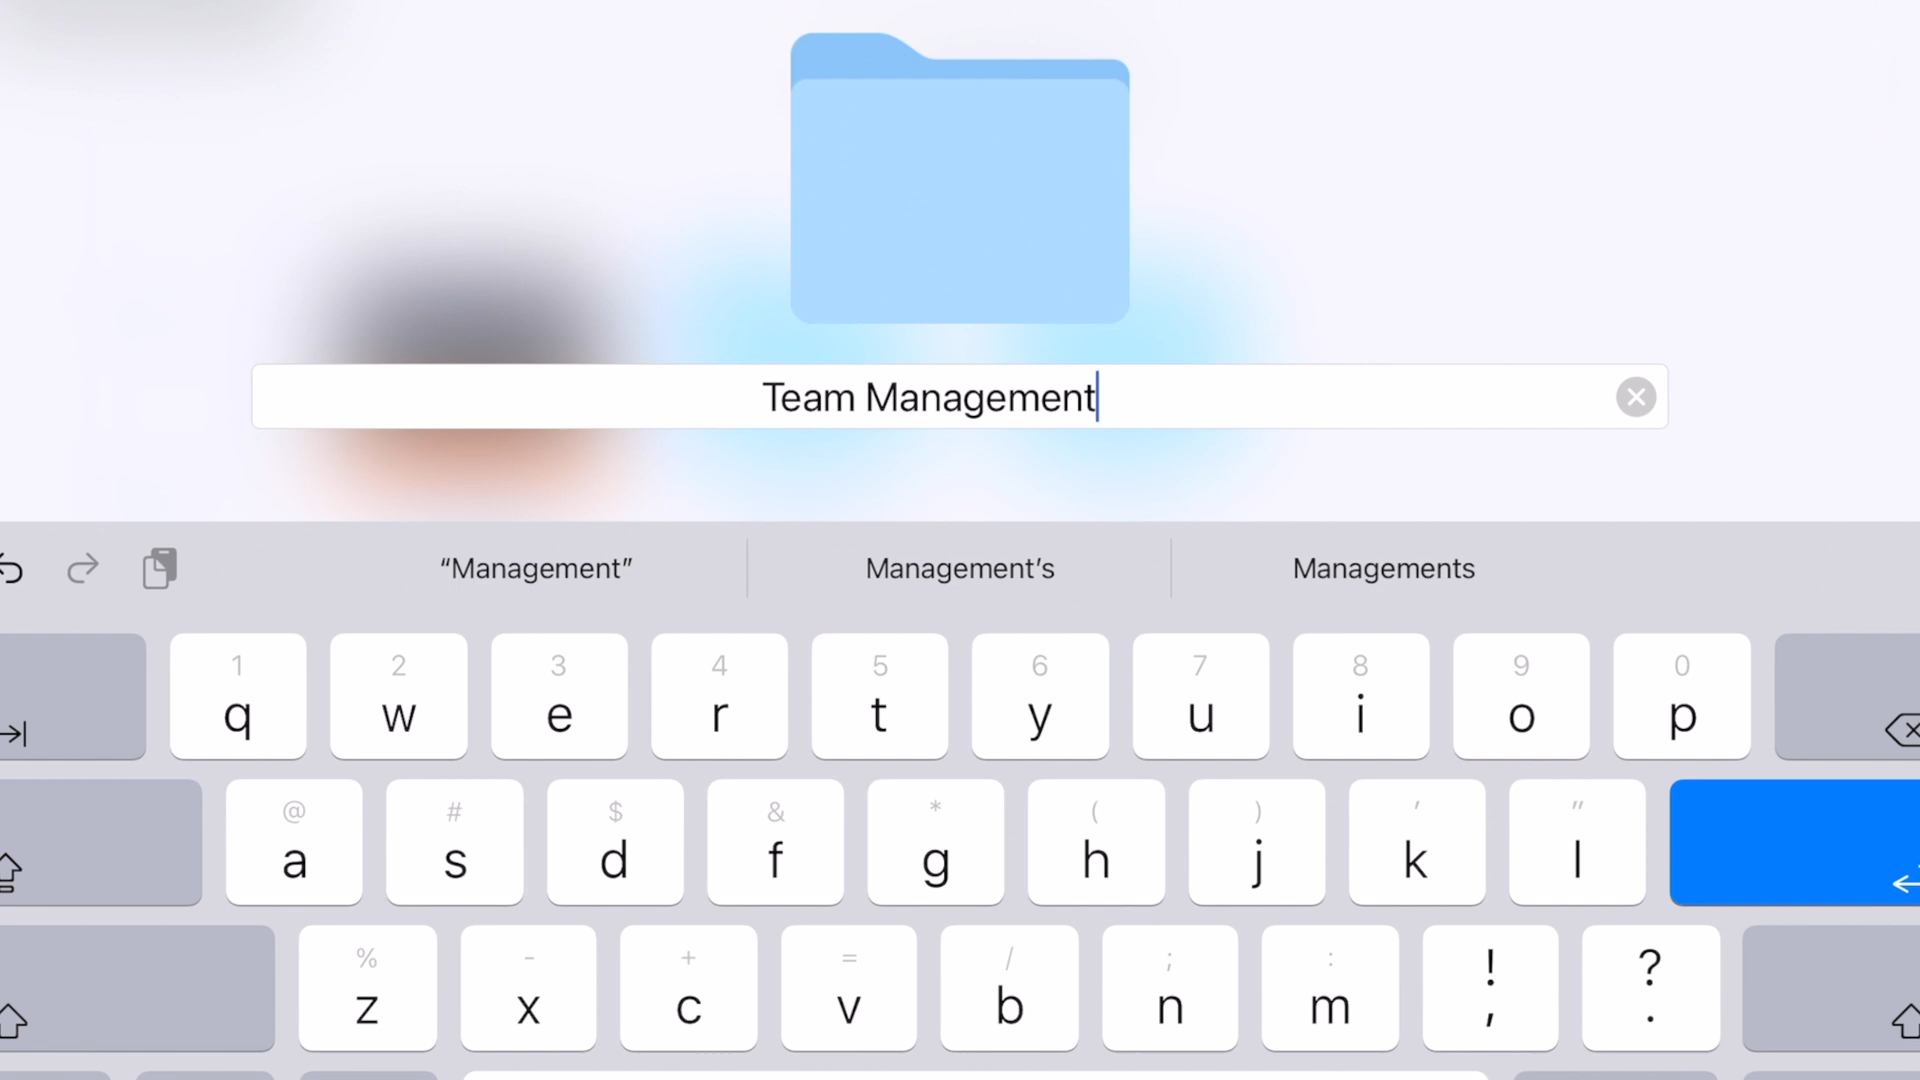 Team Management
“Management” Management’s Managements
1 2 3 4 5 6 7 8 9 0
q w e r t y u i o p
@ # $ & * ( ) ′ ″
a s d f g h j k l
% - + = / ; : ! ?
z x c v b n m , .